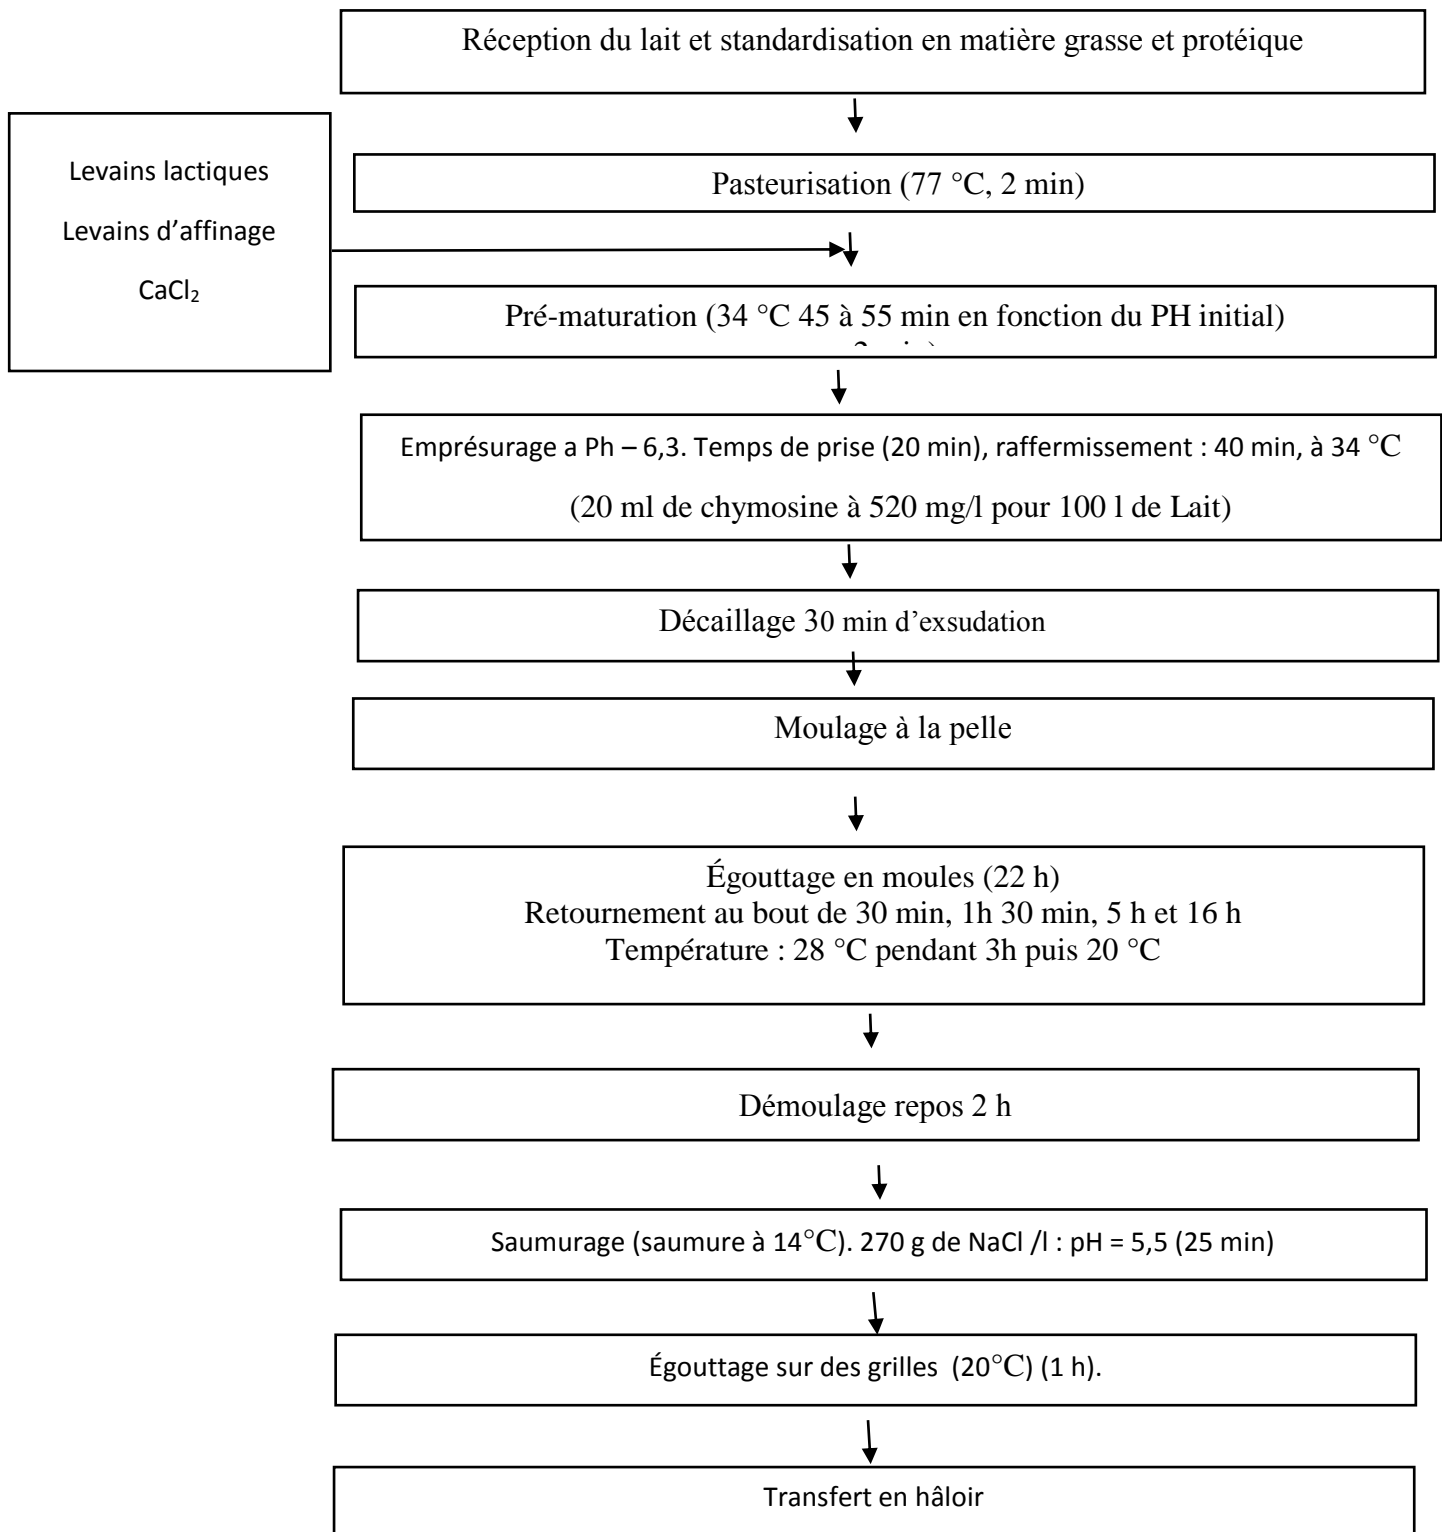 Réception du lait et standardisation en matière grasse et protéique
Levains lactiques
Levains d’affinage
CaCl₂
Pasteurisation (77 °C, 2 min)
Pré-maturation (34 °C 45 à 55 min en fonction du PH initial)
Emprésurage a Ph – 6,3. Temps de prise (20 min), raffermissement : 40 min, à 34 °C
(20 ml de chymosine à 520 mg/l pour 100 l de Lait)
Décaillage 30 min d’exsudation
Moulage à la pelle
Égouttage en moules (22 h)
Retournement au bout de 30 min, 1h 30 min, 5 h et 16 h
Température : 28 °C pendant 3h puis 20 °C
Démoulage repos 2 h
Saumurage (saumure à 14°C). 270 g de NaCl /l : pH = 5,5 (25 min)
Égouttage sur des grilles (20°C) (1 h).
Transfert en hâloir